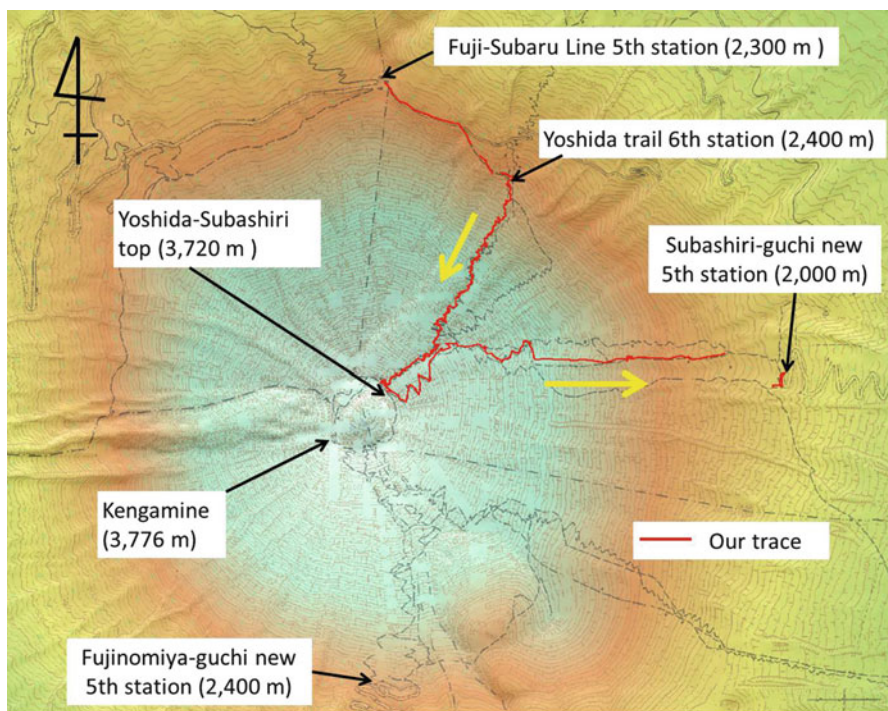 Fuji-Subaru Line 5th station (2,300 m )
Yoshida trail 6th station (2,400 m)
Yoshida-Subashiri
top (3,720 m )
Subashiri-guchi new
5th station (2,000 m)
Kengamine
(3,776 m)
Our trace
Fujinomiya-guchi new
5th station (2,400 m)